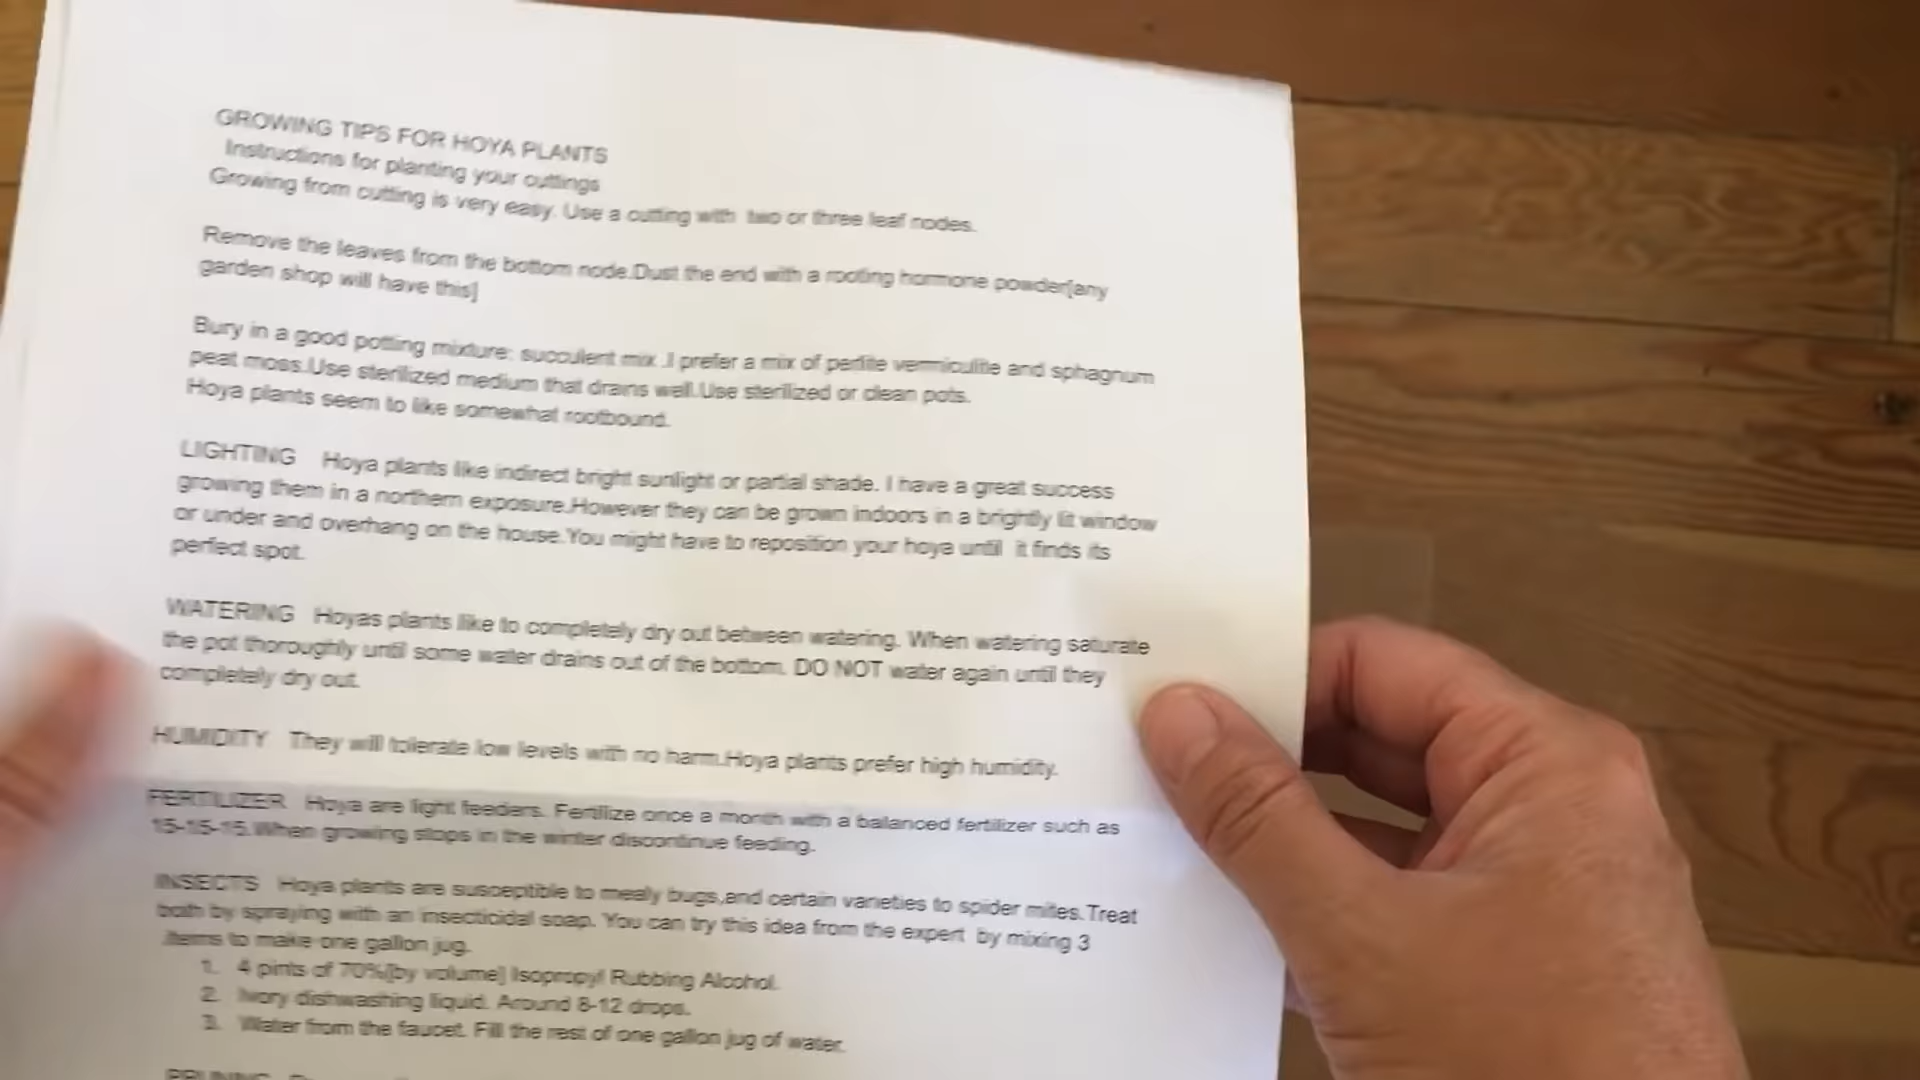 GROWING TIPS FOR HOYA PLANTS
Instructions for planting your cuttings
Growing from cutting is very easy. Use a cutting with two or three leaf nodes.
Remove the leaves from the bottom node.Dust the end with a rooting hormone powder[any
garden shop will have this]
Bury in a good potting mixture: succulent mix .I prefer a mix of perlite vermiculite and sphagnum
peat moss.Use sterilized medium that drains well.Use sterilized or clean pots.
Hoya plants seem to like somewhat rootbound.
LIGHTING Hoya plants like indirect bright sunlight or partial shade. I have a great success
growing them in a northern exposure.However they can be grown indoors in a brightly lit window
or under and overhang on the house.You might have to reposition your hoya until it finds its
perfect spot.
WATERING Hoyas plants like to completely dry out between watering. When watering saturate
the pot thoroughly until some water drains out of the bottom. DO NOT water again until they
completely dry out.
HUMIDITY They will tolerate low levels with no harm.Hoya plants prefer high humidity.
FERTILIZER Hoya are light feeders. Fertilize once a month with a balanced fertilizer such as
15-15-15.When growing stops in the winter discontinue feeding.
INSECTS Hoya plants are susceptible to mealy bugs,and certain varieties to spider mites.Treat
both by spraying with an insecticidal soap. You can try this idea from the expert by mixing 3
items to make one gallon jug.
1. 4 pints of 70%[by volume] Isopropyl Rubbing Alcohol.
2. Ivory dishwashing liquid. Around 8-12 drops.
3. Water from the faucet. Fill the rest of one gallon jug of water.
PRUNING